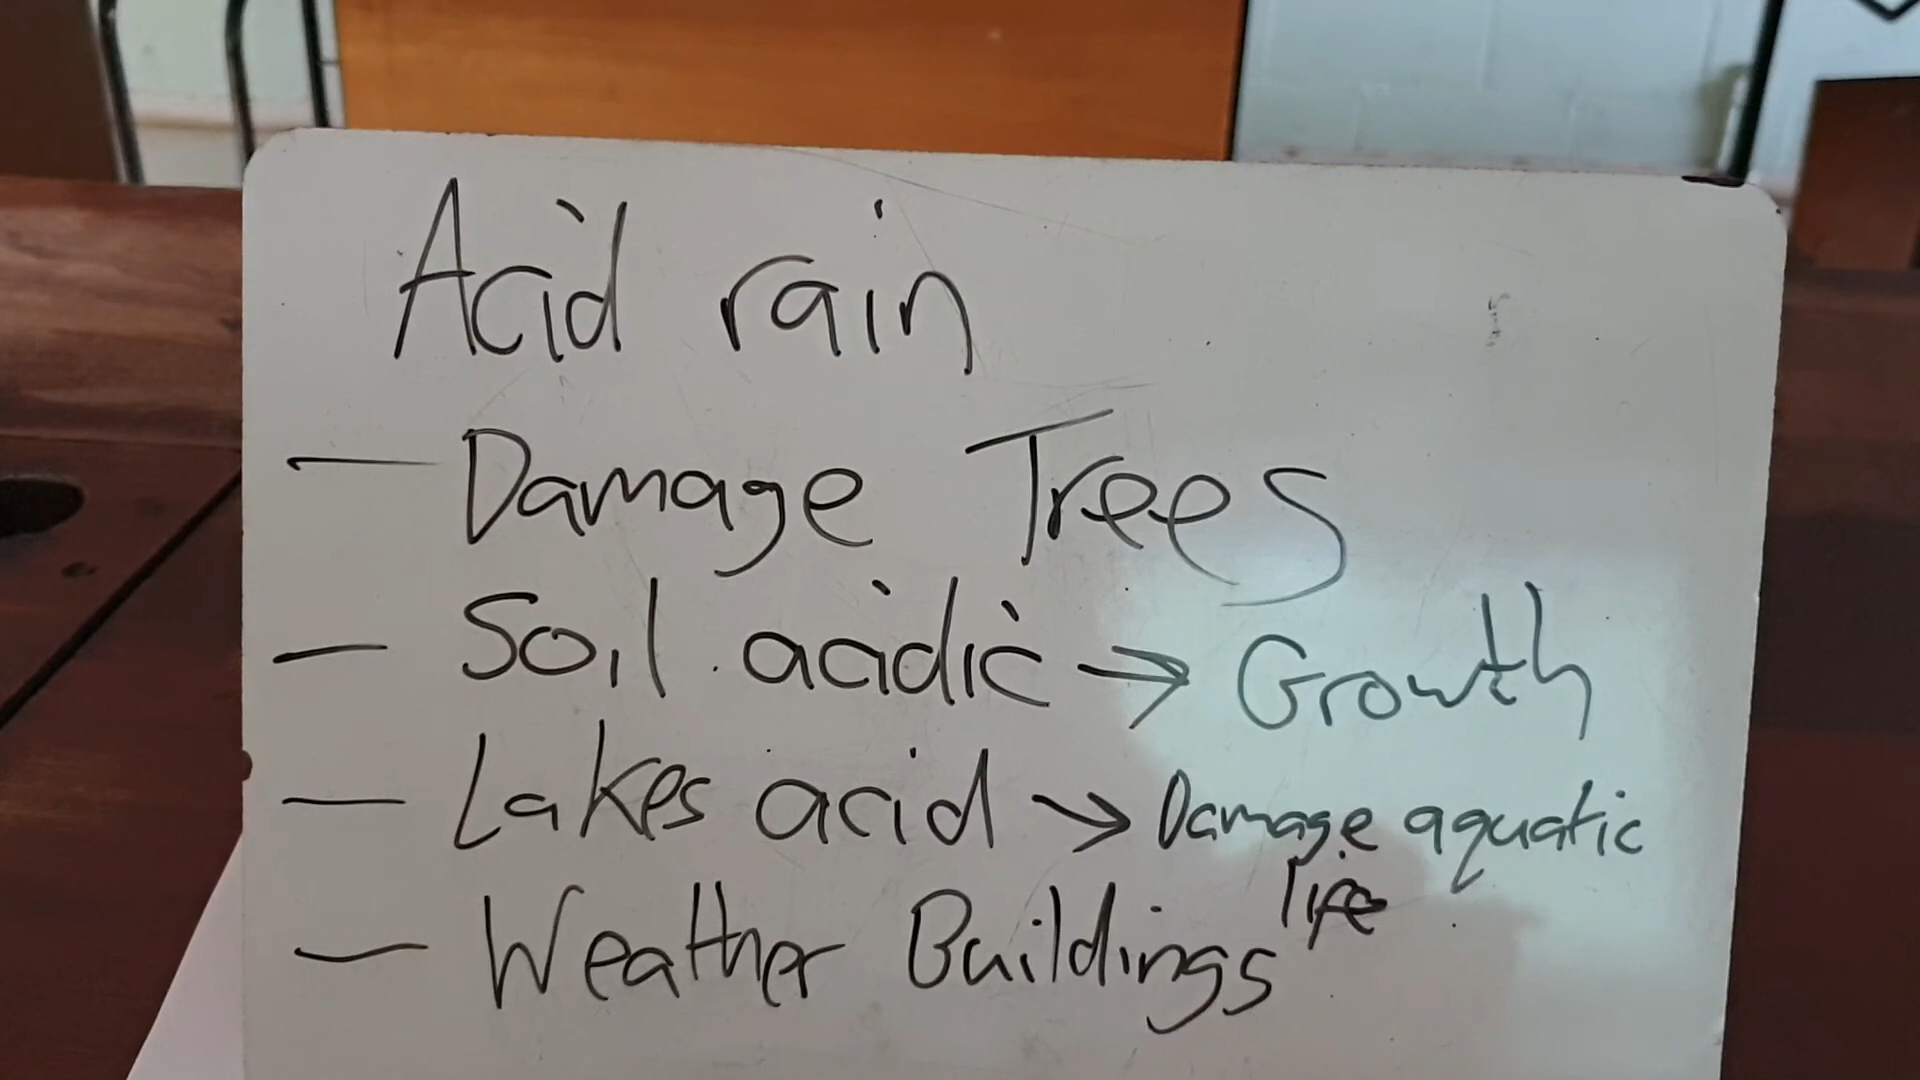 Acid rain
— Damage Trees
— Soil acidic → Growth
— Lakes acid → Damage aquatic
life
— Weather Buildings